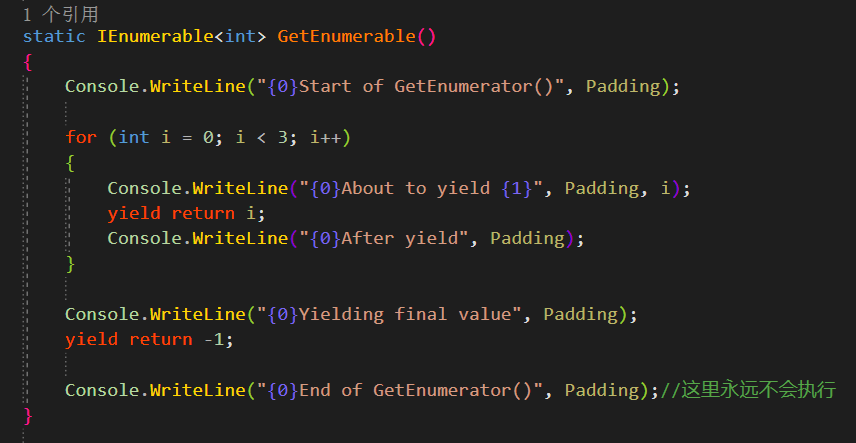 1 个引用
static IEnumerable<int> GetEnumerable()
{
    Console.WriteLine("{0}Start of GetEnumerator()", Padding);
    for (int i = 0; i < 3; i++)
    {
        Console.WriteLine("{0}About to yield {1}", Padding, i);
        yield return i;
        Console.WriteLine("{0}After yield", Padding);
    }
    Console.WriteLine("{0}Yielding final value", Padding);
    yield return -1;
    Console.WriteLine("{0}End of GetEnumerator()", Padding);//这里永远不会执行
}